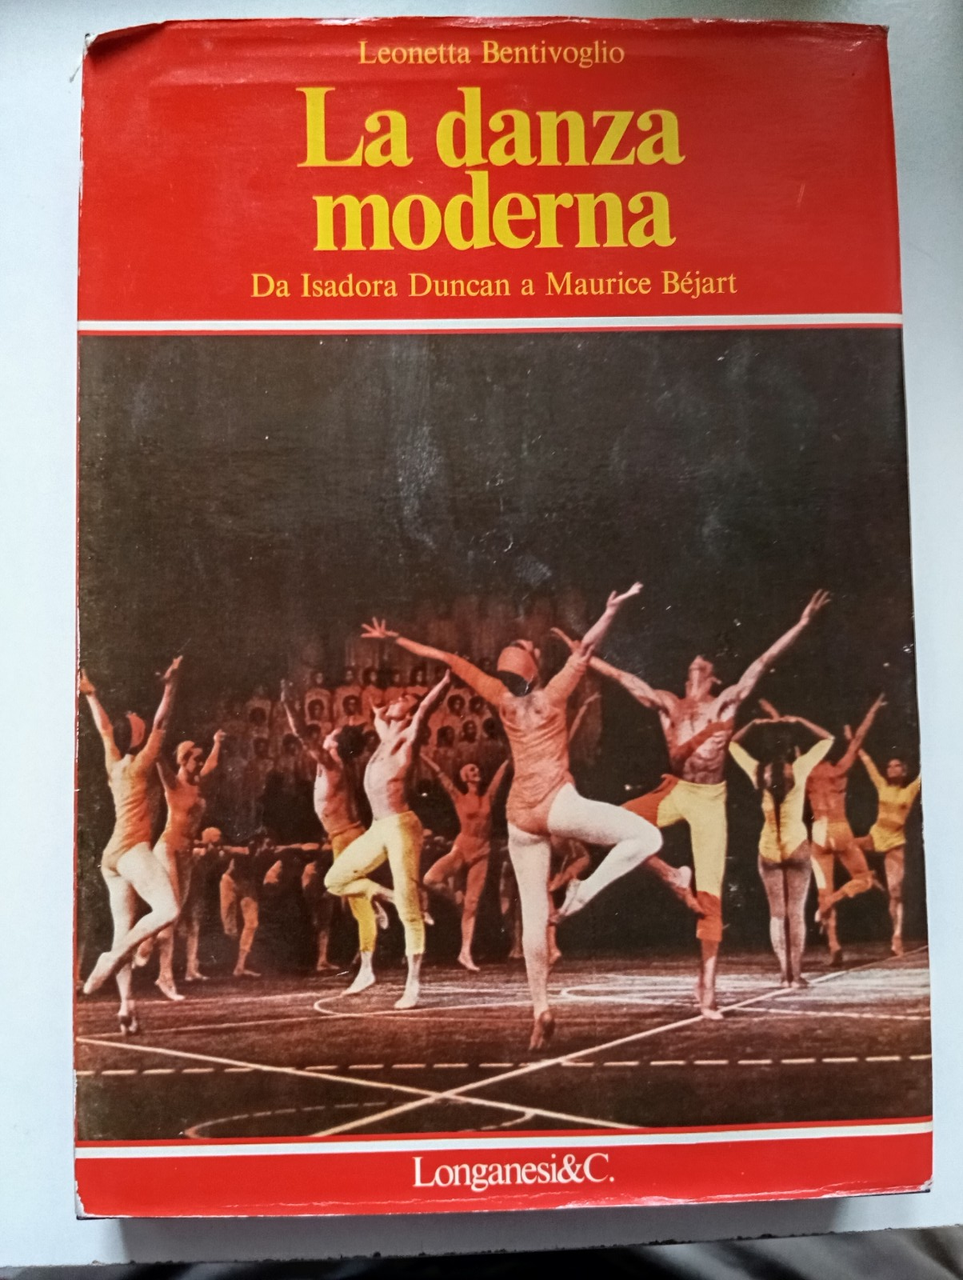 Leonetta Bentivoglio
La danza
moderna
Da Isadora Duncan a Maurice Béjart
Longanesi&C.